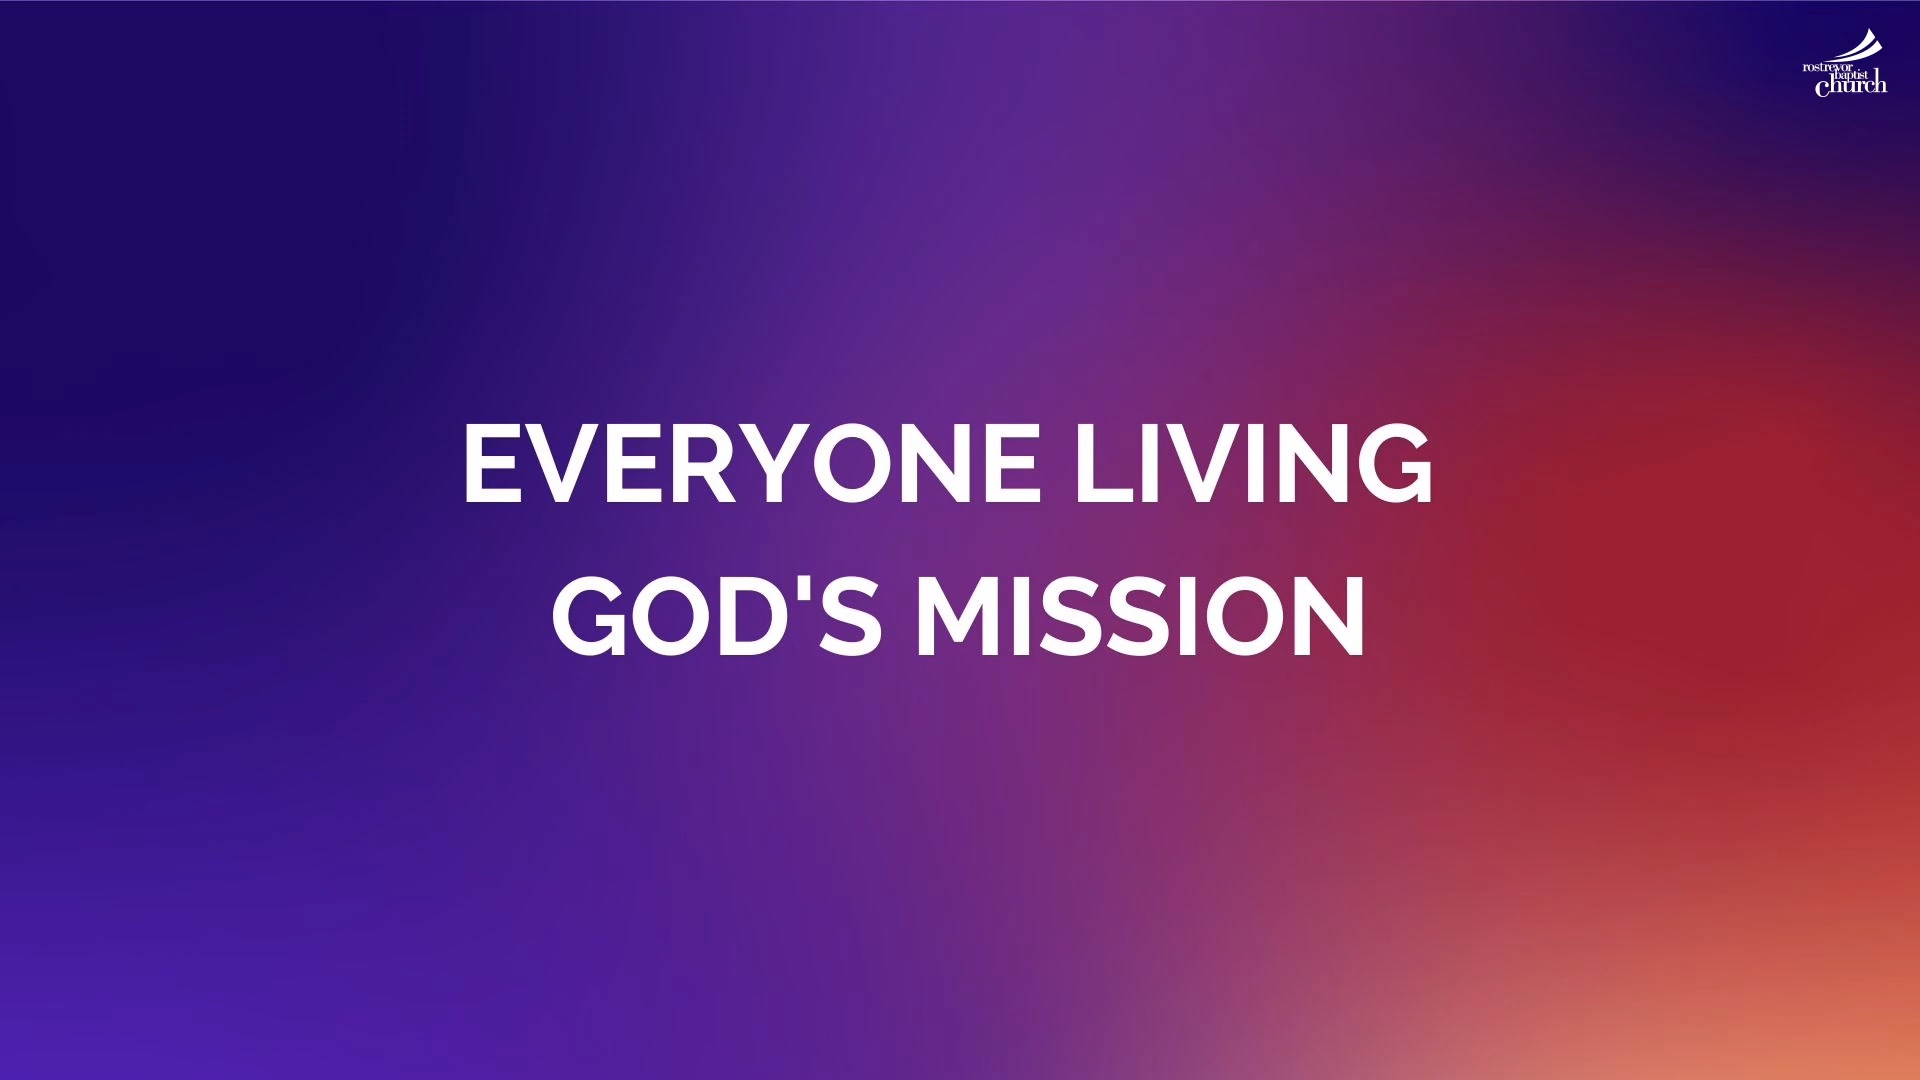 rostrevor
baptist
church
EVERYONE LIVING
GOD'S MISSION